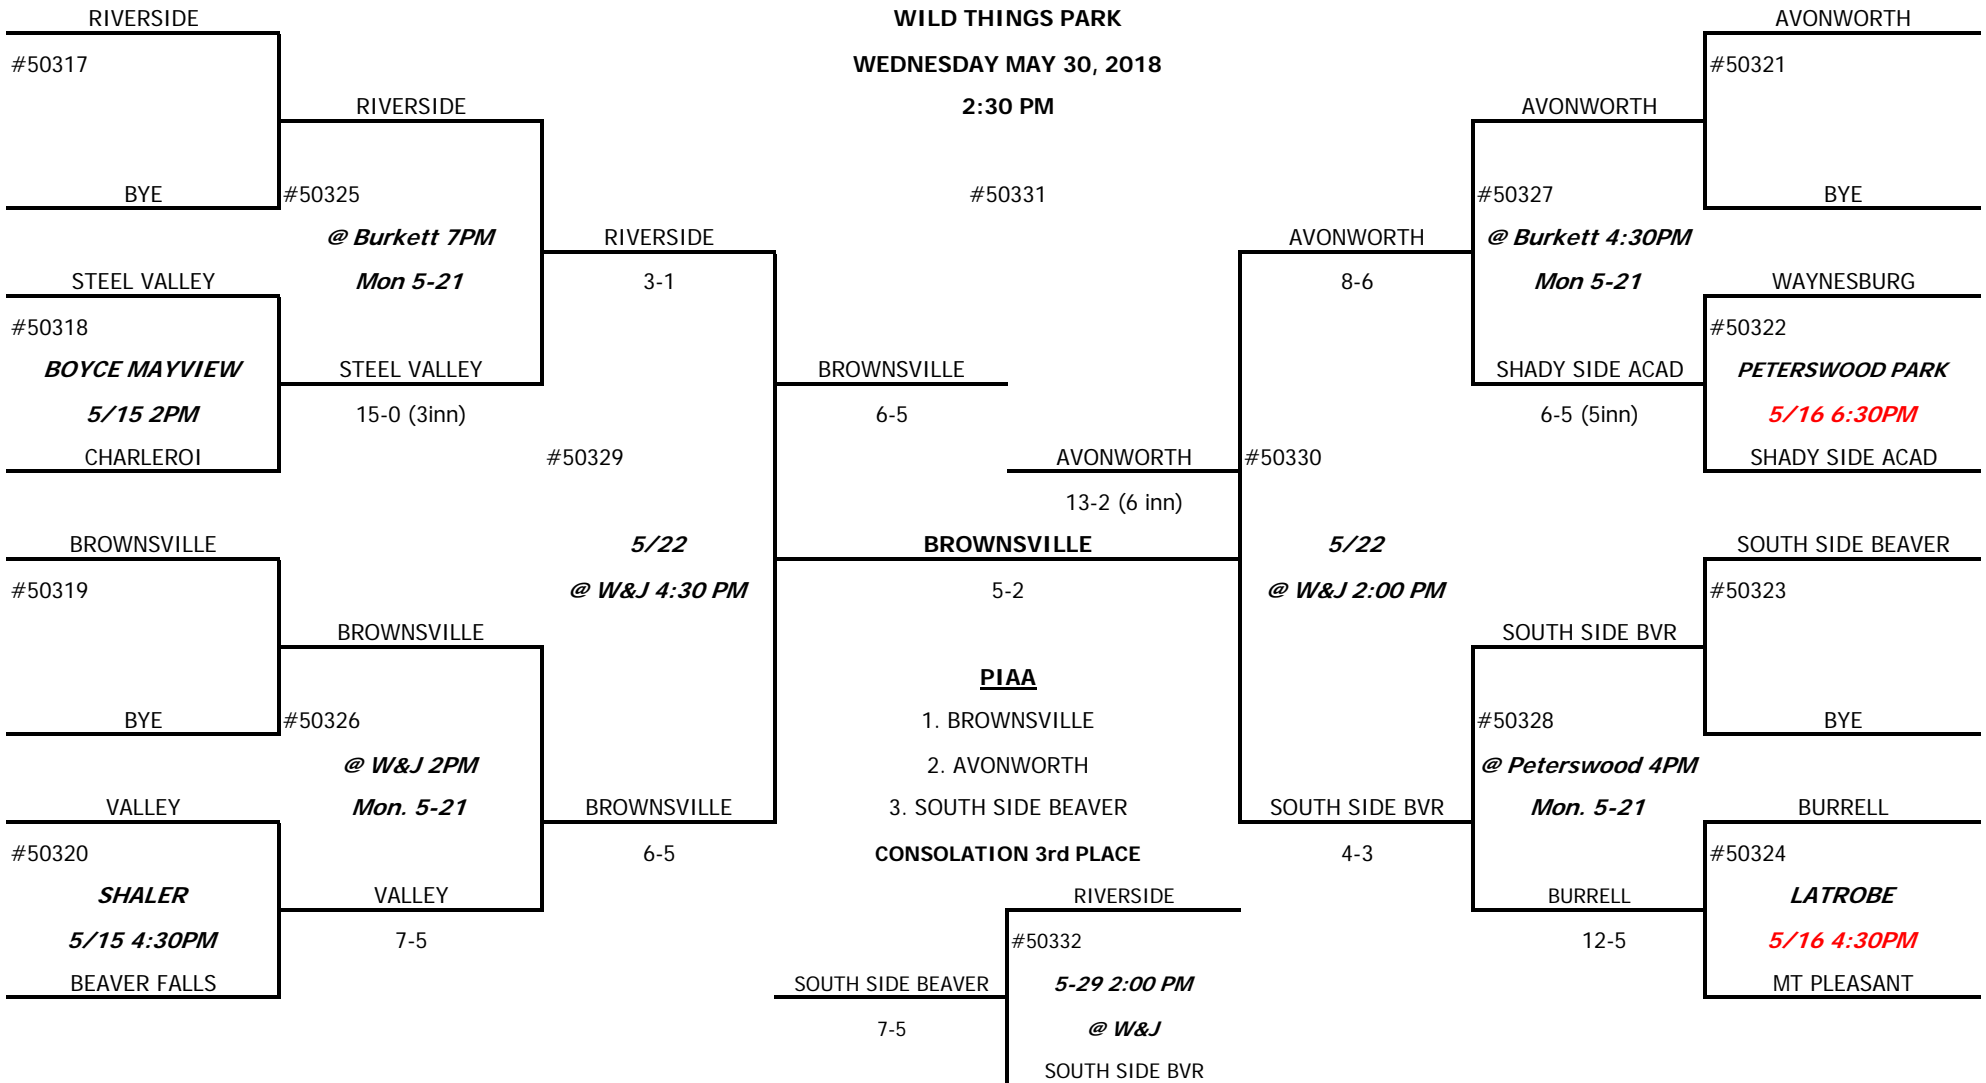 RIVERSIDE
WILD THINGS PARK
AVONWORTH
#50317
WEDNESDAY MAY 30, 2018
#50321
RIVERSIDE
2:30 PM
AVONWORTH
BYE
#50325
#50331
#50327
BYE
@ Burkett 7PM
RIVERSIDE
AVONWORTH
@ Burkett 4:30PM
STEEL VALLEY
Mon 5-21
3-1
8-6
Mon 5-21
WAYNESBURG
#50318
#50322
BOYCE MAYVIEW
STEEL VALLEY
BROWNSVILLE
SHADY SIDE ACAD
PETERSWOOD PARK
5/15 2PM
15-0 (3inn)
6-5
6-5 (5inn)
5/16 6:30PM
CHARLEROI
#50329
AVONWORTH
#50330
SHADY SIDE ACAD
13-2 (6 inn)
BROWNSVILLE
5/22
BROWNSVILLE
5/22
SOUTH SIDE BEAVER
#50319
@ W&J 4:30 PM
5-2
@ W&J 2:00 PM
#50323
BROWNSVILLE
SOUTH SIDE BVR
PIAA
BYE
#50326
1. BROWNSVILLE
#50328
BYE
@ W&J 2PM
2. AVONWORTH
@ Peterswood 4PM
VALLEY
Mon. 5-21
BROWNSVILLE
3. SOUTH SIDE BEAVER
SOUTH SIDE BVR
Mon. 5-21
BURRELL
#50320
6-5
CONSOLATION 3rd PLACE
4-3
#50324
SHALER
VALLEY
RIVERSIDE
BURRELL
LATROBE
5/15 4:30PM
7-5
#50332
12-5
5/16 4:30PM
BEAVER FALLS
SOUTH SIDE BEAVER
5-29 2:00 PM
MT PLEASANT
7-5
@ W&J
SOUTH SIDE BVR